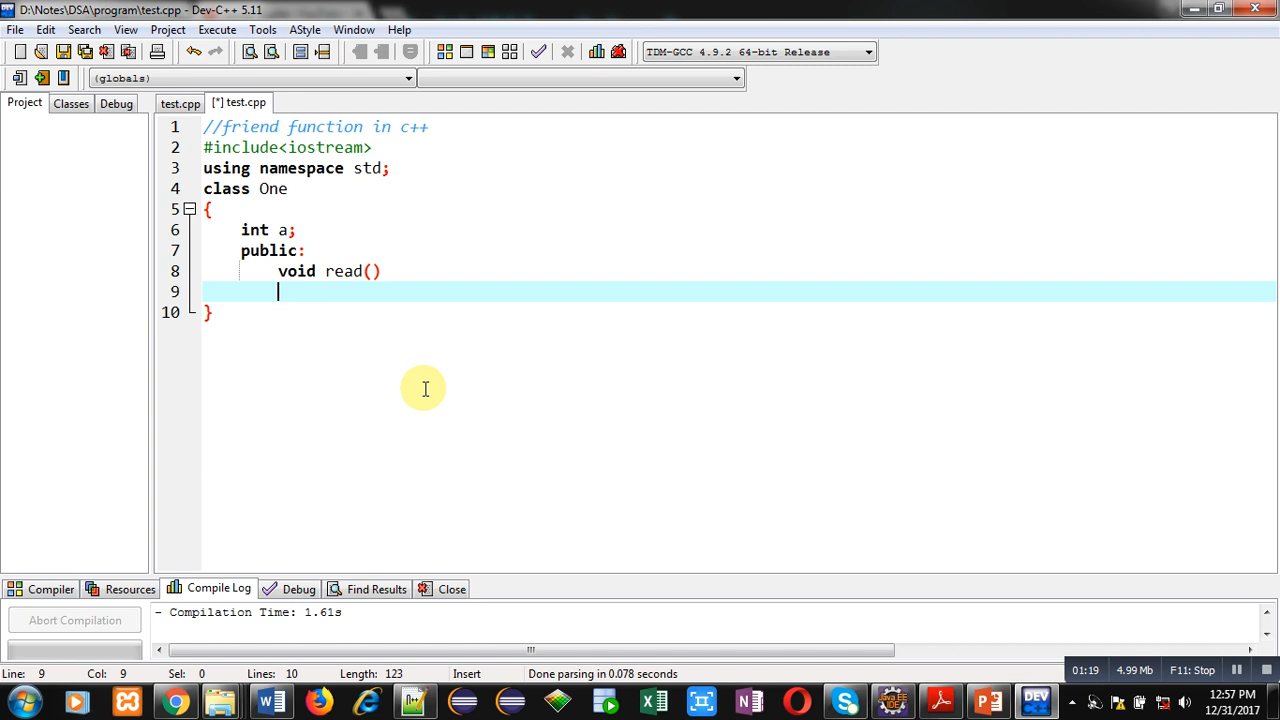 D:\Notes\DSA\program\test.cpp - Dev-C++ 5.11
File Edit Search View Project Execute Tools AStyle Window Help
TDM-GCC 4.9.2 64-bit Release
(globals)
Project Classes Debug test.cpp [*] test.cpp
1 //friend function in c++
2 #include<iostream>
3 using namespace std;
4 class One
5 {
6 int a;
7 public:
8 void read()
9
10 }
Compiler Resources Compile Log Debug Find Results Close
Abort Compilation
- Compilation Time: 1.61s
Line: 9 Col: 9 Sel: 0 Lines: 10 Length: 123 Insert Done parsing in 0.078 seconds
01:19 4.99 Mb F11: Stop
12:57 PM
12/31/2017